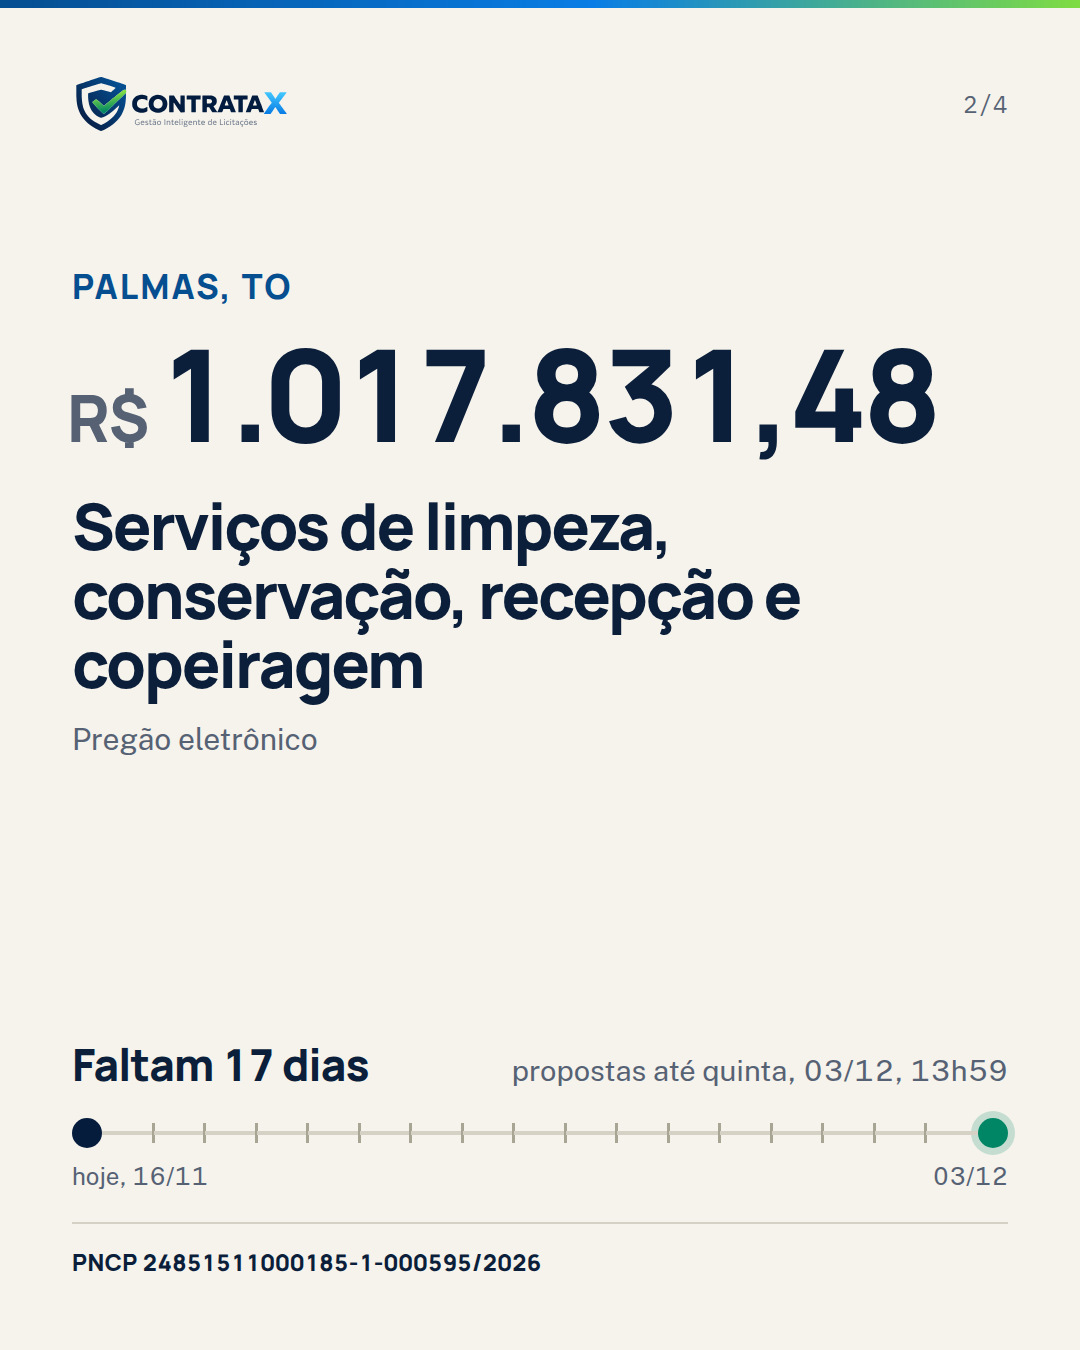 CONTRATAX
Gestão Inteligente de Licitações
2/4
PALMAS, TO
R$ 1.017.831,48
Serviços de limpeza,
conservação, recepção e
copeiragem
Pregão eletrônico
Faltam 17 dias
propostas até quinta, 03/12, 13h59
hoje, 16/11
03/12
PNCP 24851511000185-1-000595/2026